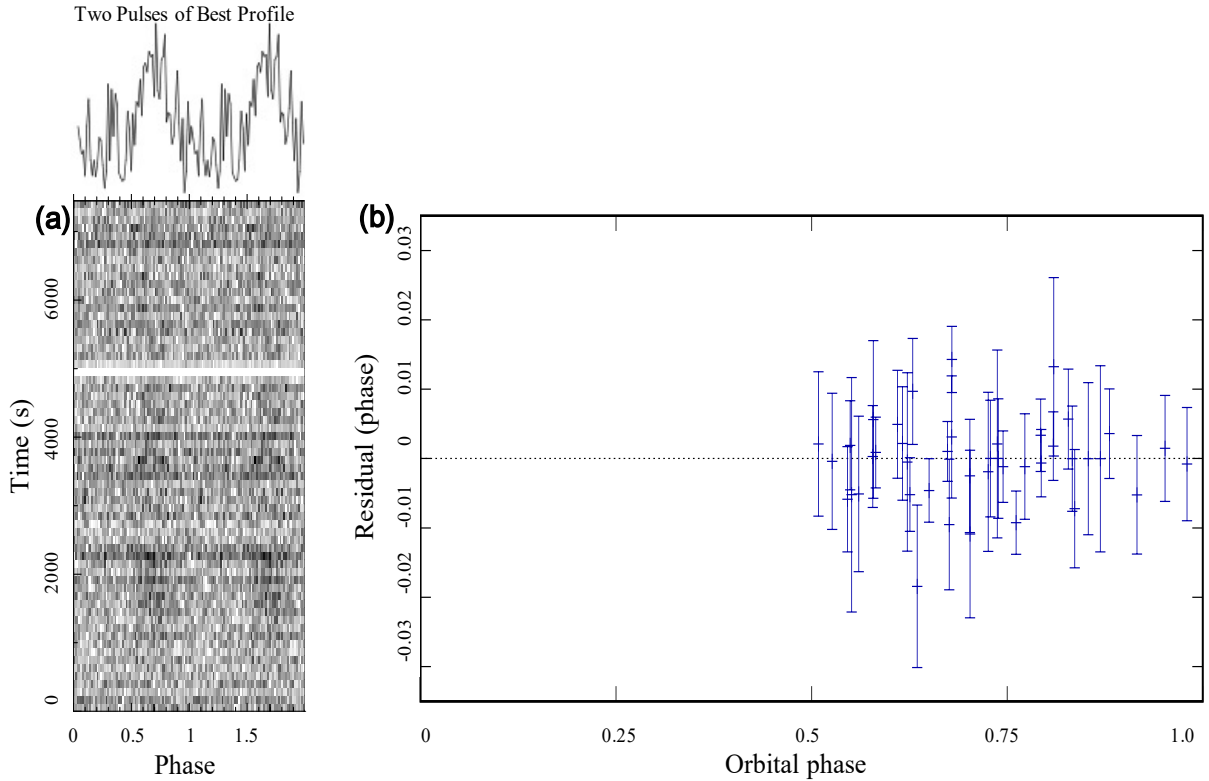 Two Pulses of Best Profile
(a)
Time (s)
6000
4000
2000
0
0 0.5 1 1.5
Phase
(b)
Residual (phase)
0.03
0.02
0.01
0
-0.01
-0.02
-0.03
0 0.25 0.5 0.75 1.0
Orbital phase